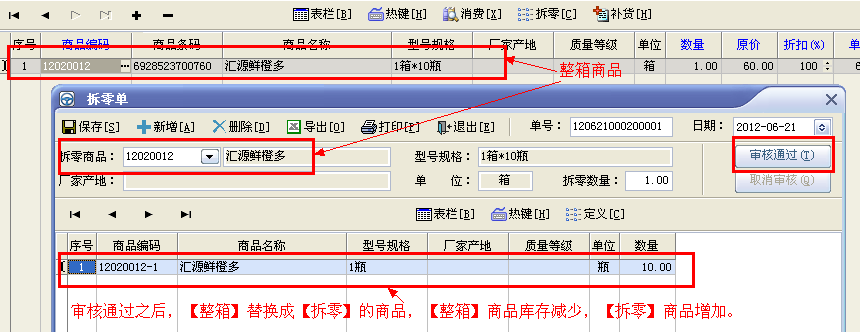 表栏[B] 热键[H] 消费[X] 拆零[C] 补货[H]
序号 商品编码 商品条码 商品名称 型号规格 厂家产地 质量等级 单位 数量 原价 折扣(%)
1 12020012 ... 6928523700760 汇源鲜橙多 1箱*10瓶 箱 1.00 60.00 100
整箱商品
拆零单
保存[S] 新增[A] 删除[D] 导出[O] 打印[P] 退出[E] 单号: 120621000200001 日期: 2012-06-21
拆零商品: 12020012 汇源鲜橙多 型号规格: 1箱*10瓶 审核通过(T)
厂家产地: 单 位: 箱 拆零数量: 1.00 取消审核(Q)
表栏[B] 热键[H] 定义[C]
序号 商品编码 商品名称 型号规格 厂家产地 质量等级 单位 数量
1 12020012-1 汇源鲜橙多 1瓶 瓶 10.00
审核通过之后,【整箱】替换成【拆零】的商品,【整箱】商品库存减少,【拆零】商品增加。